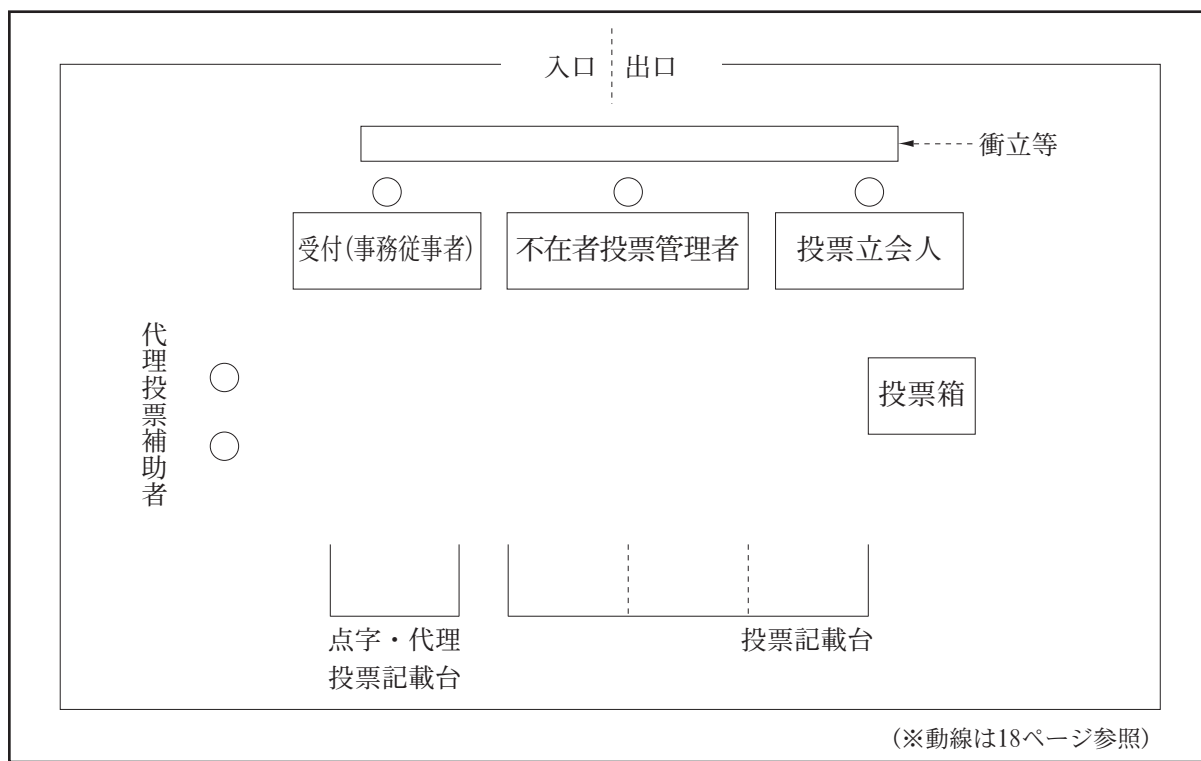 入口 出口
衝立等
受付(事務従事者)
不在者投票管理者
投票立会人
代理投票補助者
投票箱
点字・代理
投票記載台
投票記載台
(※動線は18ページ参照)